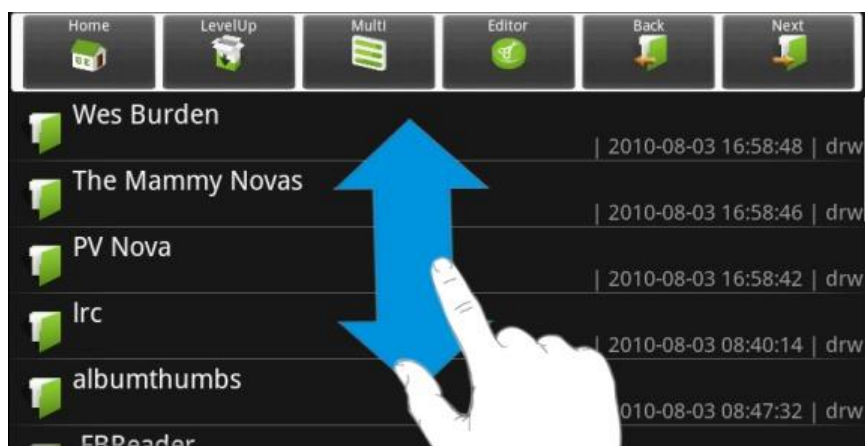 Home LevelUp Multi Editor Back Next
Wes Burden
| 2010-08-03 16:58:48 | drw
The Mammy Novas
| 2010-08-03 16:58:46 | drw
PV Nova
| 2010-08-03 16:58:42 | drw
lrc
| 2010-08-03 08:40:14 | drw
albumthumbs
010-08-03 08:47:32 | drw
.FBReader